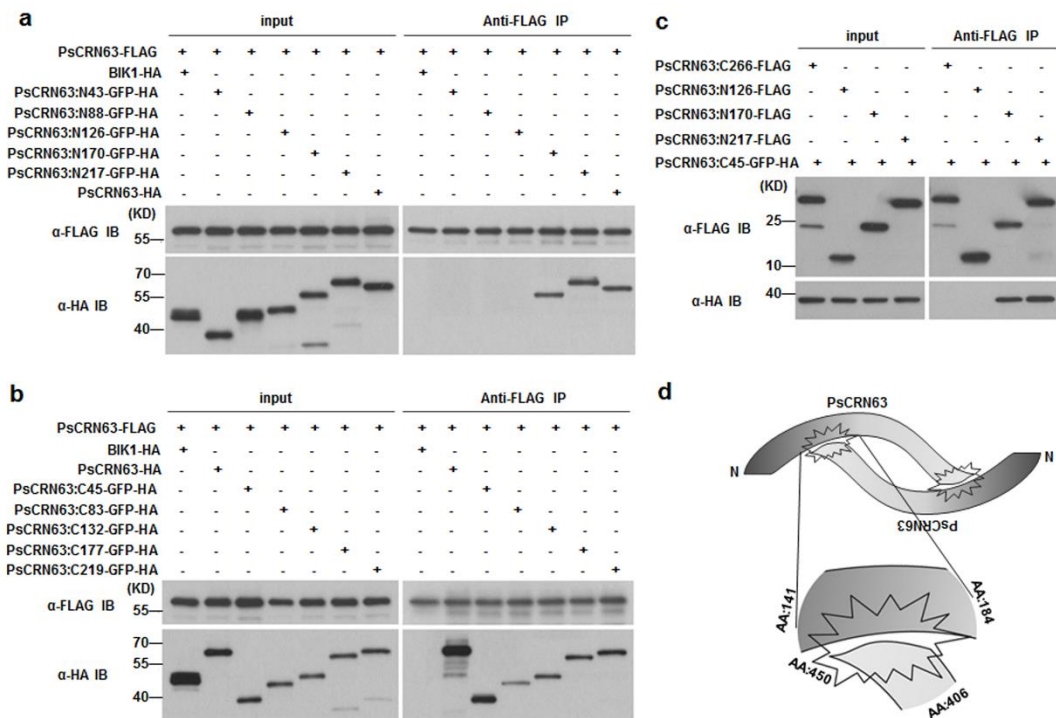 a
input Anti-FLAG IP
PsCRN63-FLAG + + + + + + + + + + + + + +
BIK1-HA + - - - - - - + - - - - - -
PsCRN63:N43-GFP-HA - + - - - - - - + - - - - -
PsCRN63:N88-GFP-HA - - + - - - - - - + - - - -
PsCRN63:N126-GFP-HA - - - + - - - - - - + - - -
PsCRN63:N170-GFP-HA - - - - + - - - - - - + - -
PsCRN63:N217-GFP-HA - - - - - + - - - - - - + -
PsCRN63-HA - - - - - - + - - - - - - +
(KD)
α-FLAG IB 55
70
α-HA IB 55
40
b
input Anti-FLAG IP
PsCRN63-FLAG + + + + + + + + + + + + + +
BIK1-HA + - - - - - - + - - - - - -
PsCRN63-HA - + - - - - - - + - - - - -
PsCRN63:C45-GFP-HA - - + - - - - - - + - - - -
PsCRN63:C83-GFP-HA - - - + - - - - - - + - - -
PsCRN63:C132-GFP-HA - - - - + - - - - - - + - -
PsCRN63:C177-GFP-HA - - - - - + - - - - - - + -
PsCRN63:C219-GFP-HA - - - - - - + - - - - - - +
(KD)
α-FLAG IB 55
70
α-HA IB 55
40
c
input Anti-FLAG IP
PsCRN63:C266-FLAG + - - - + - - -
PsCRN63:N126-FLAG - + - - - + - -
PsCRN63:N170-FLAG - - + - - - + -
PsCRN63:N217-FLAG - - - + - - - +
PsCRN63:C45-GFP-HA + + + + + + + +
(KD)
25
α-FLAG IB
10
40
α-HA IB
d
PsCRN63
N N
PsCRN63
AA:141 AA:184
AA:450 AA:406